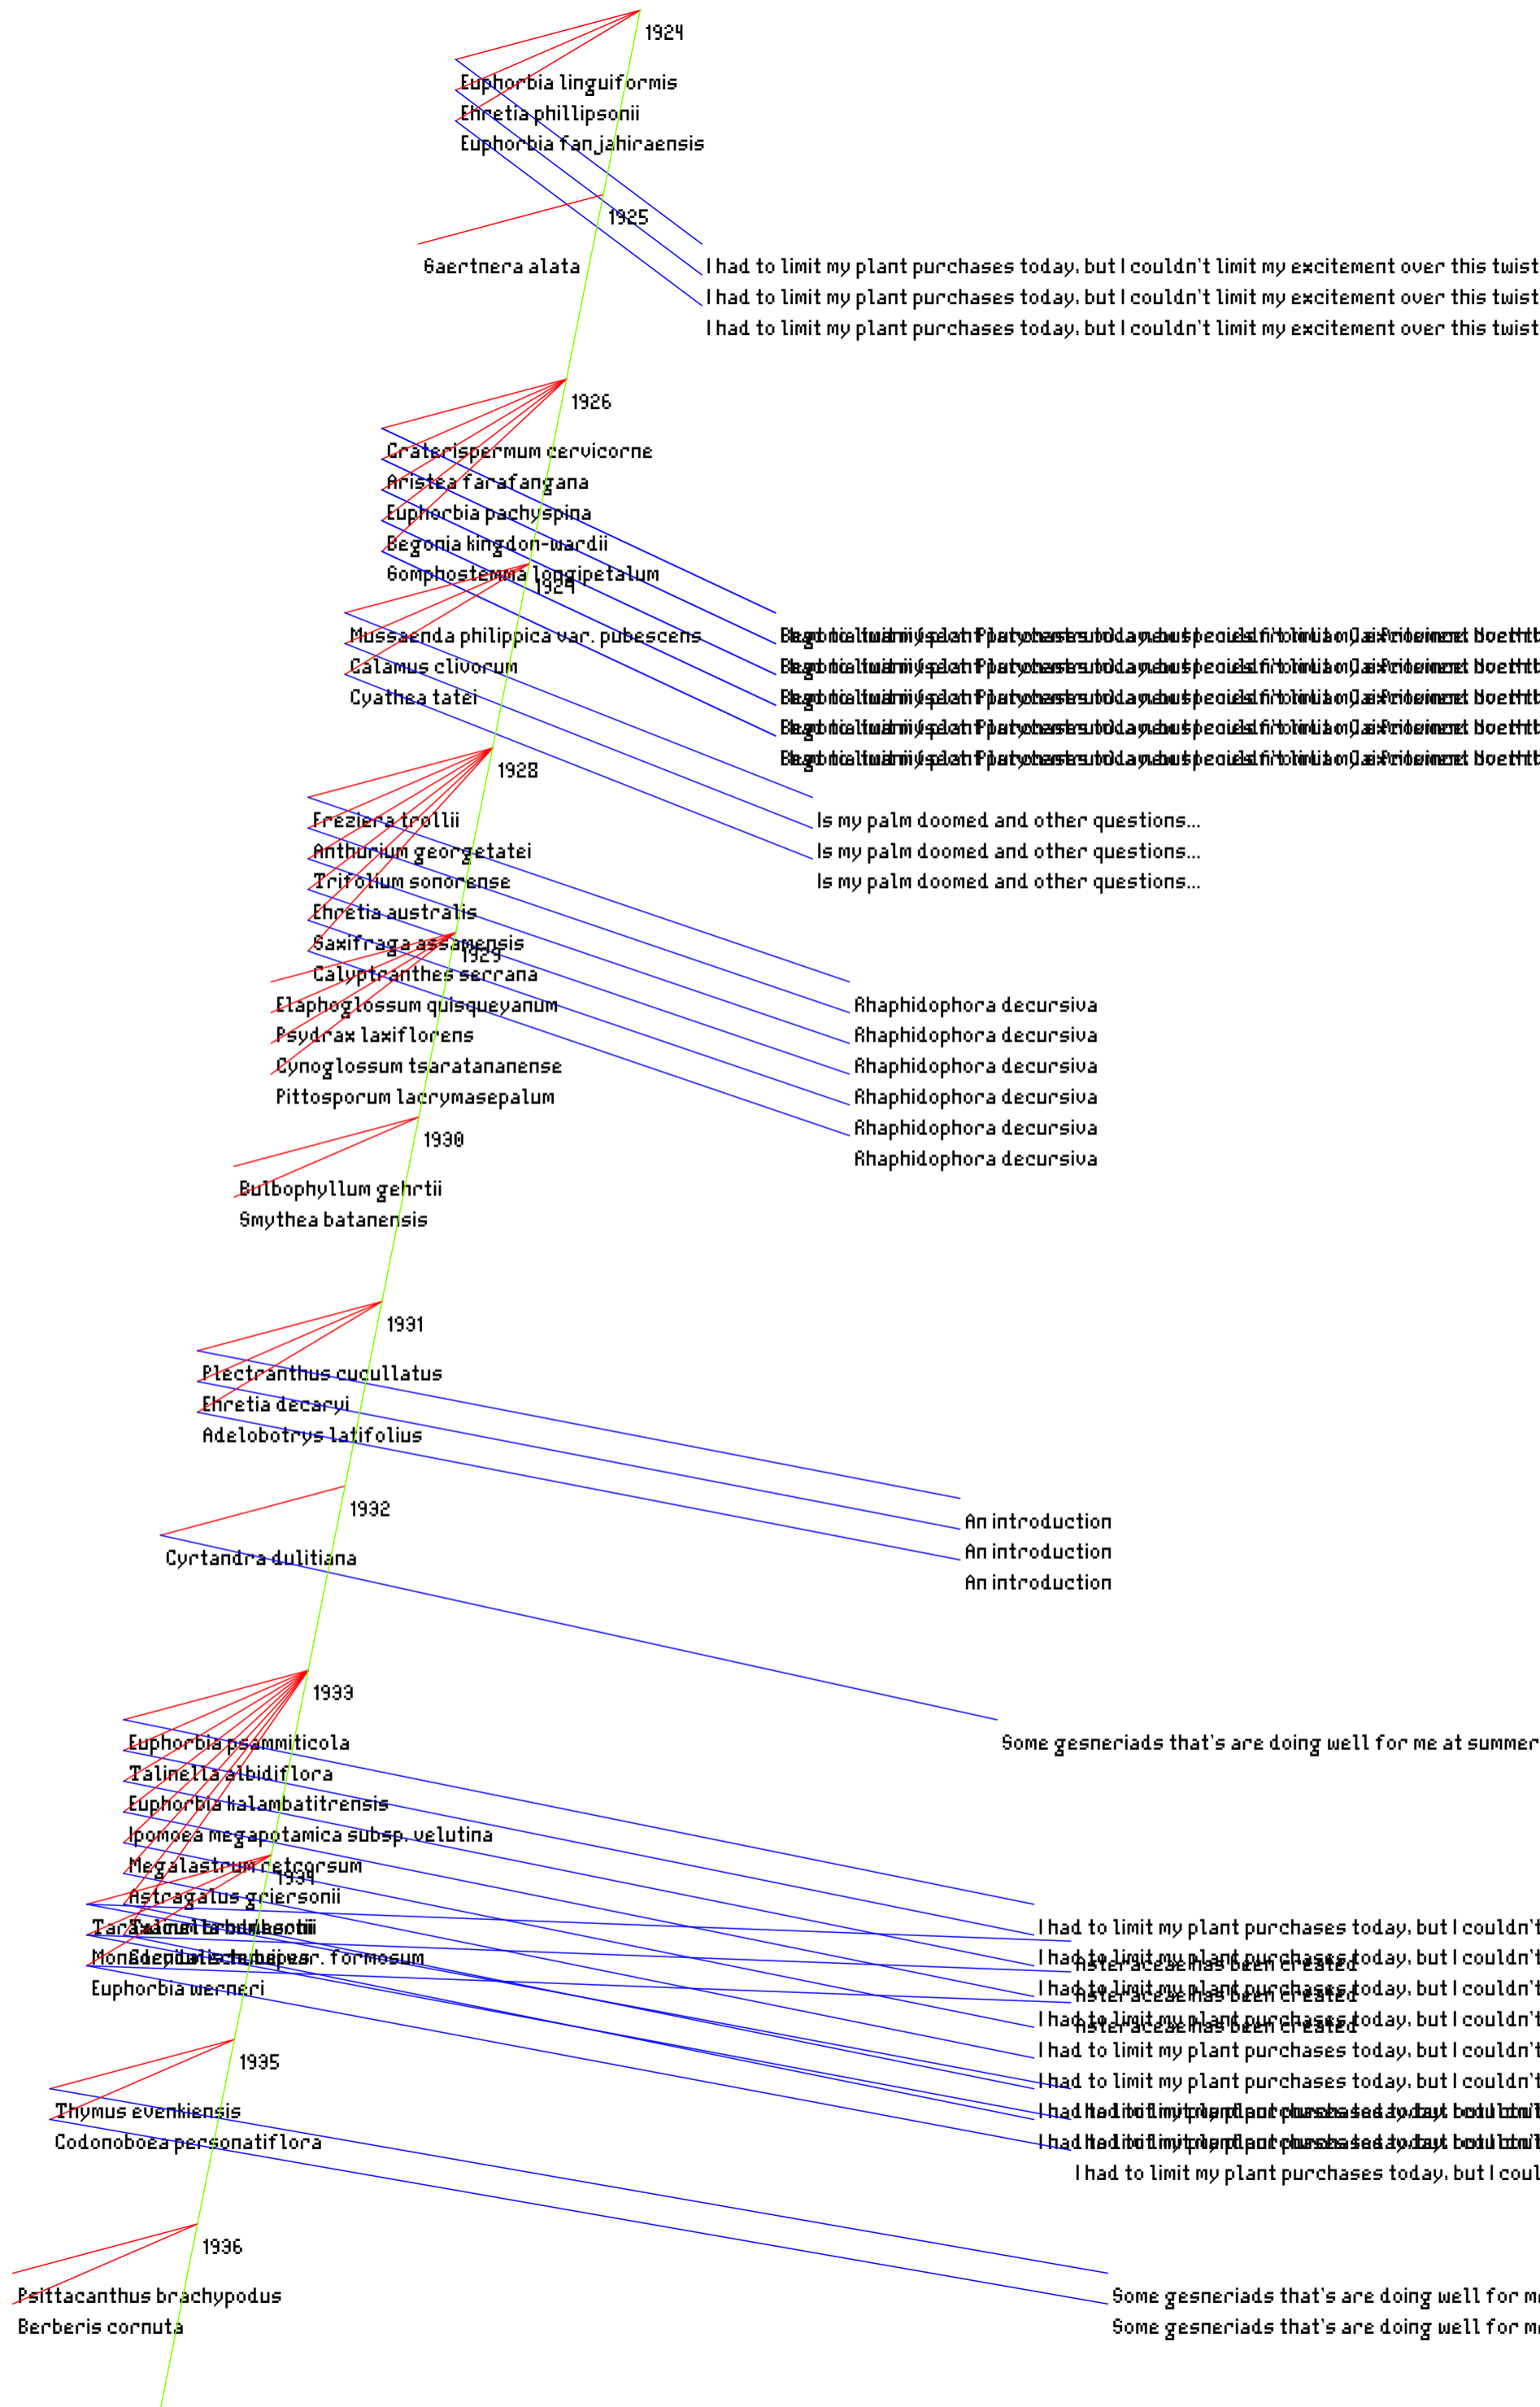 1924
Euphorbia linguiformis
Ehretia phillipsonii
Euphorbia fanjahiraensis
1925
Gaertnera alata
I had to limit my plant purchases today, but I couldn't limit my excitement over this twist
I had to limit my plant purchases today, but I couldn't limit my excitement over this twist
I had to limit my plant purchases today, but I couldn't limit my excitement over this twist
1926
Craterispermum cervicorne
Aristea farafangana
Euphorbia pachyspina
Begonia kingdon-wardii
Gomphostemma longipetalum
Mussaenda philippica var. pubescens
Calamus clivorum
Cyathea tatei
1928
Freziera trollii
Is my palm doomed and other questions...
Anthurium georgetatei
Is my palm doomed and other questions...
Trifolium sonorense
Is my palm doomed and other questions...
Ehretia australis
Saxifraga assamensis
1929
Calyptranthes serrana
Elaphoglossum quisqueyanum
Rhaphidophora decursiva
Psydrax laxiflorens
Rhaphidophora decursiva
Cynoglossum tsaratananense
Rhaphidophora decursiva
Pittosporum lacrymasepalum
Rhaphidophora decursiva
Rhaphidophora decursiva
1930
Rhaphidophora decursiva
Bulbophyllum gehrtii
Smythea batanensis
1931
Plectranthus cucullatus
Ehretia decaryi
Adelobotrys latifolius
1932
An introduction
An introduction
Cyrtandra dulitiana
An introduction
1933
Euphorbia psammiticola
Some gesneriads that's are doing well for me at summer
Talinella albidiflora
Euphorbia kalambatitrensis
Ipomoea megapotamica subsp. velutina
Megalastrum retrorsum
1934
Astragalus griersonii
I had to limit my plant purchases today, but I couldn't
I had to limit my plant purchases today, but I couldn't
Asteraceae has been created
Euphorbia werneri
I had to limit my plant purchases today, but I couldn't
Asteraceae has been created
I had to limit my plant purchases today, but I couldn't
Asteraceae has been created
I had to limit my plant purchases today, but I couldn't
1935
I had to limit my plant purchases today, but I couldn't
Thymus evenkiensis
Codonoboea personatiflora
I had to limit my plant purchases today, but I coul
1936
Psittacanthus brachypodus
Some gesneriads that's are doing well for m
Berberis cornuta
Some gesneriads that's are doing well for m